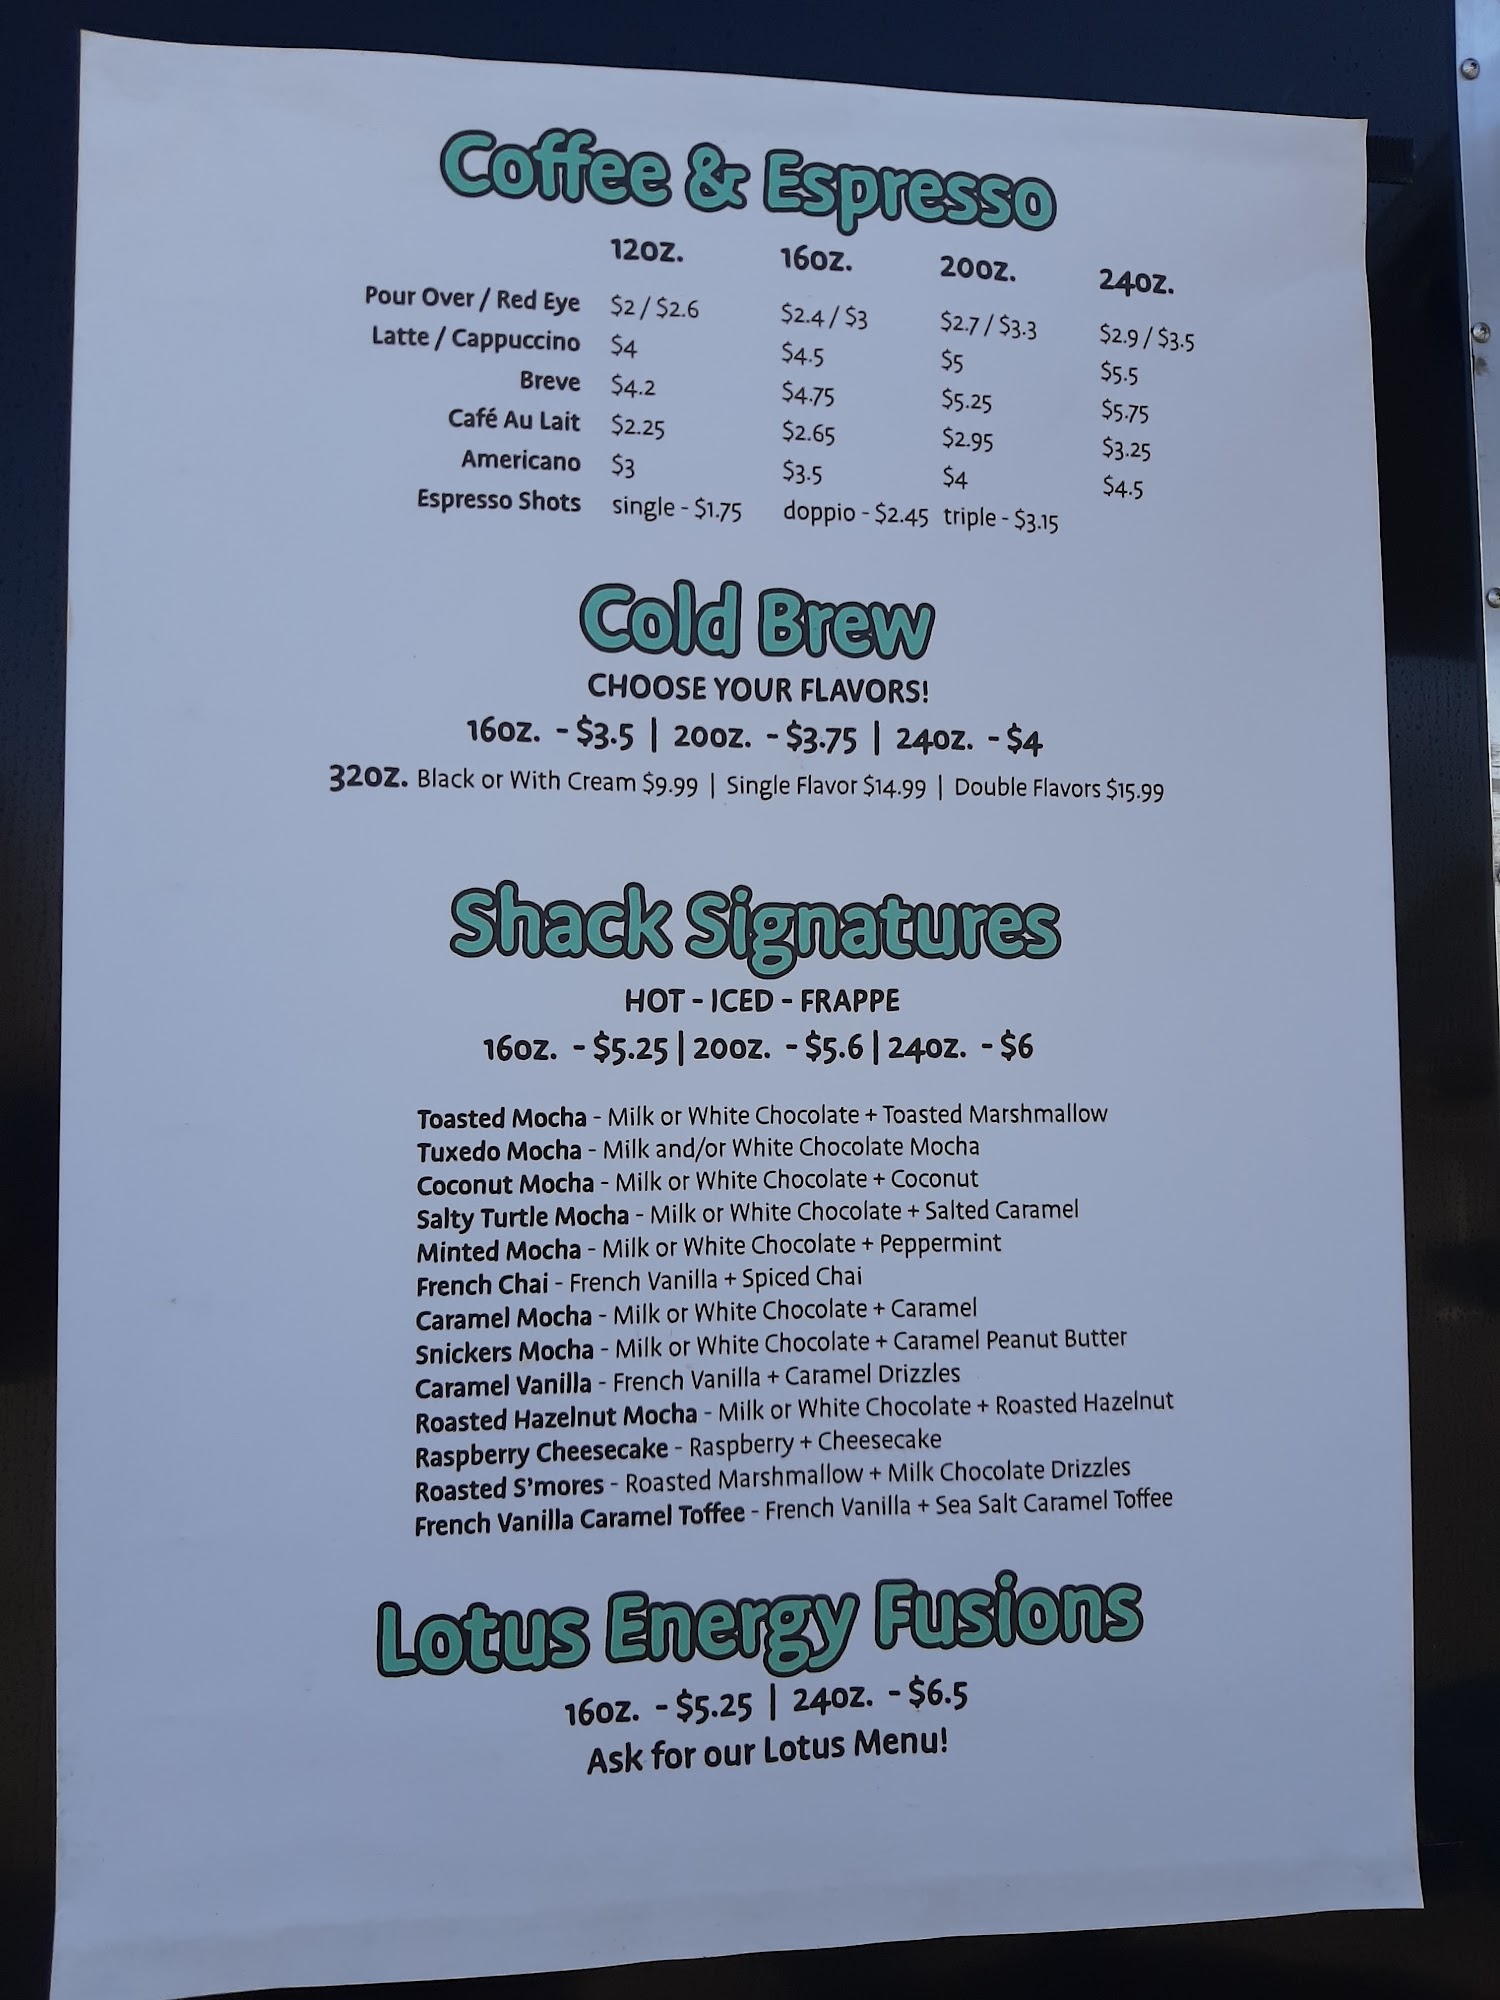 Coffee & Espresso
12oz. 16oz. 20oz. 24oz.
Pour Over / Red Eye $2 / $2.6 $2.4 / $3 $2.7 / $3.3 $2.9 / $3.5
Latte / Cappuccino $4 $4.5 $5 $5.5
Breve $4.2 $4.75 $5.25 $5.75
Café Au Lait $2.25 $2.65 $2.95 $3.25
Americano $3 $3.5 $4 $4.5
Espresso Shots single - $1.75 doppio - $2.45 triple - $3.15
Cold Brew
CHOOSE YOUR FLAVORS!
16oz. - $3.5 | 20oz. - $3.75 | 24oz. - $4
32oz. Black or With Cream $9.99 | Single Flavor $14.99 | Double Flavors $15.99
Shack Signatures
HOT - ICED - FRAPPE
16oz. - $5.25 | 20oz. - $5.6 | 24oz. - $6
Toasted Mocha - Milk or White Chocolate + Toasted Marshmallow
Tuxedo Mocha - Milk and/or White Chocolate Mocha
Coconut Mocha - Milk or White Chocolate + Coconut
Salty Turtle Mocha - Milk or White Chocolate + Salted Caramel
Minted Mocha - Milk or White Chocolate + Peppermint
French Chai - French Vanilla + Spiced Chai
Caramel Mocha - Milk or White Chocolate + Caramel
Snickers Mocha - Milk or White Chocolate + Caramel Peanut Butter
Caramel Vanilla - French Vanilla + Caramel Drizzles
Roasted Hazelnut Mocha - Milk or White Chocolate + Roasted Hazelnut
Raspberry Cheesecake - Raspberry + Cheesecake
Roasted S'mores - Roasted Marshmallow + Milk Chocolate Drizzles
French Vanilla Caramel Toffee - French Vanilla + Sea Salt Caramel Toffee
Lotus Energy Fusions
16oz. - $5.25 | 24oz. - $6.5
Ask for our Lotus Menu!